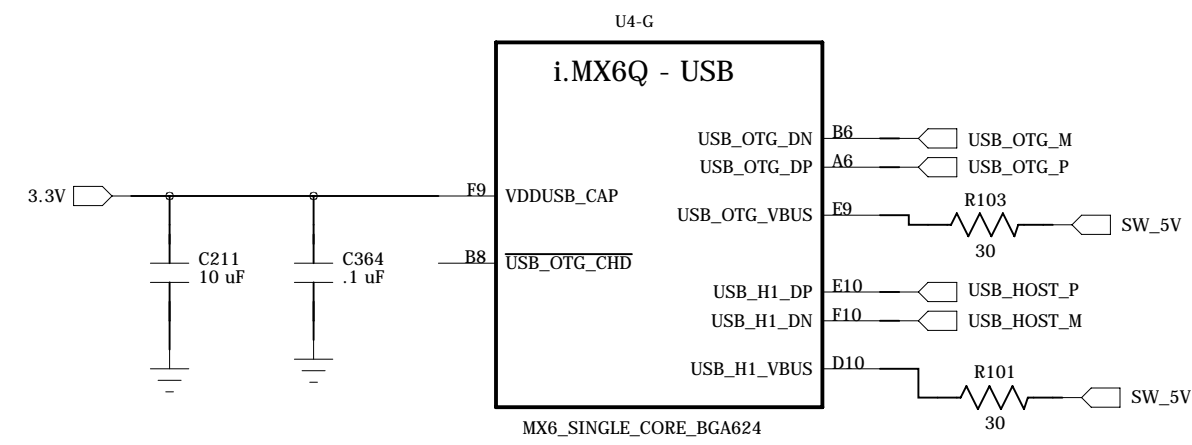 U4-G
i.MX6Q - USB
USB_OTG_DN B6 USB_OTG_M
USB_OTG_DP A6 USB_OTG_P
3.3V F9 VDDUSB_CAP
USB_OTG_VBUS E9 R103 SW_5V
30
B8 USB_OTG_CHD
C211
10 uF
C364
.1 uF
USB_H1_DP E10 USB_HOST_P
USB_H1_DN F10 USB_HOST_M
USB_H1_VBUS D10 R101 SW_5V
30
MX6_SINGLE_CORE_BGA624